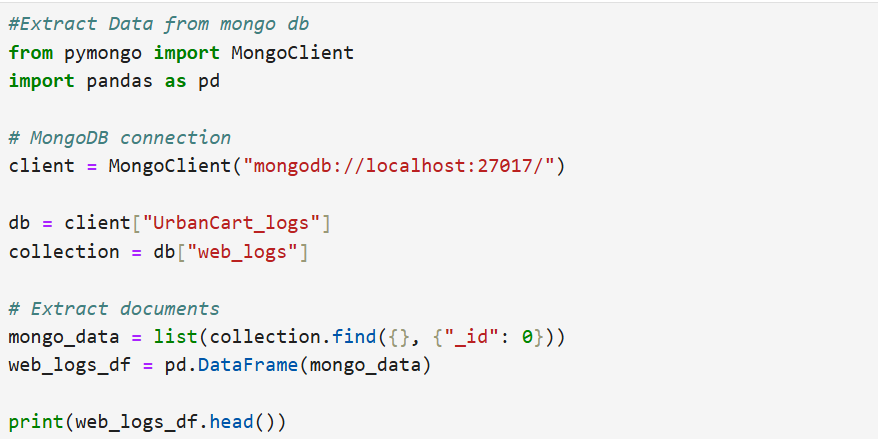 #Extract Data from mongo db
from pymongo import MongoClient
import pandas as pd
# MongoDB connection
client = MongoClient("mongodb://localhost:27017/")
db = client["UrbanCart_logs"]
collection = db["web_logs"]
# Extract documents
mongo_data = list(collection.find({}, {"_id": 0}))
web_logs_df = pd.DataFrame(mongo_data)
print(web_logs_df.head())